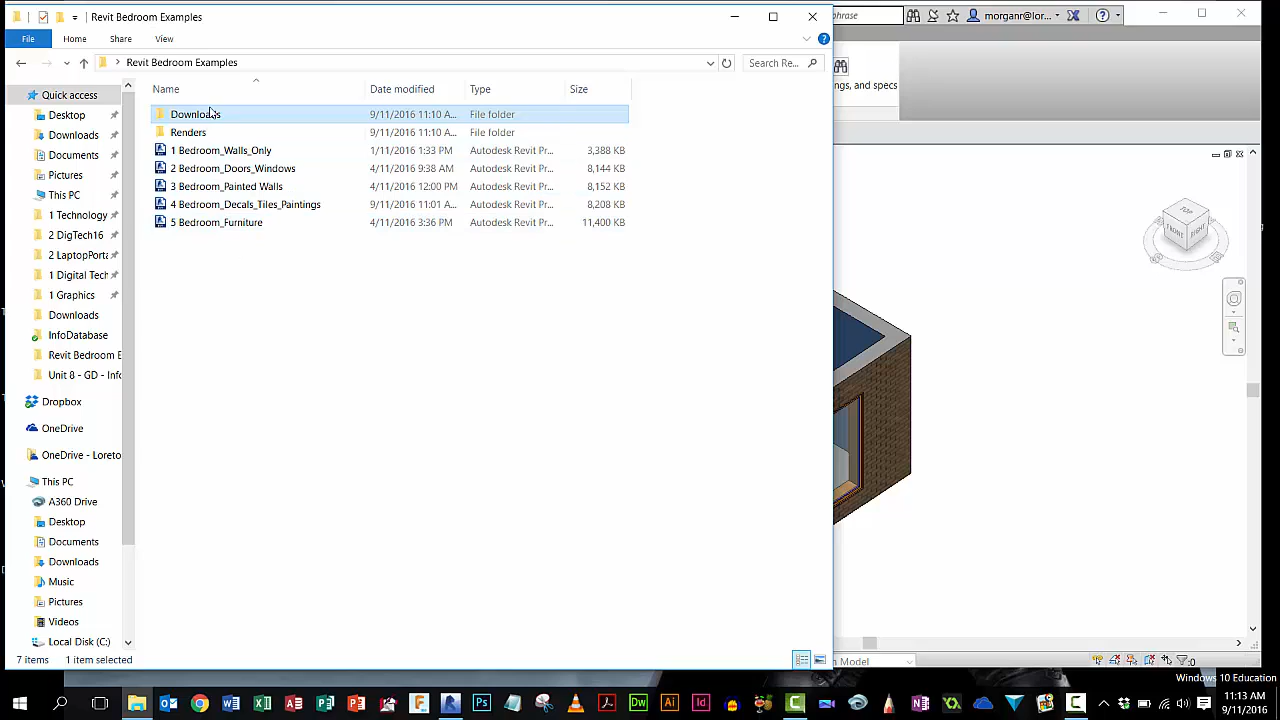 Revit Bedroom Examples
phrase
morganr@lor...
File Home Share View
Revit Bedroom Examples
Search Re...
ngs, and specs
Name Date modified Type Size
Quick access
Desktop
Downloads
Documents
Pictures
This PC
1 Technology
2 DigTech16
2 LaptopPorta
1 Digital Tech
1 Graphics
Downloads
InfoDatabase
Revit Bedroom E
Unit 8 - GD - Info
Dropbox
OneDrive
OneDrive - Loreto
This PC
A360 Drive
Desktop
Documents
Downloads
Music
Pictures
Videos
Local Disk (C:)
Downloads 9/11/2016 11:10 A... File folder
Renders 9/11/2016 11:10 A... File folder
1 Bedroom_Walls_Only 1/11/2016 1:33 PM Autodesk Revit Pr... 3,388 KB
2 Bedroom_Doors_Windows 4/11/2016 9:38 AM Autodesk Revit Pr... 8,144 KB
3 Bedroom_Painted Walls 4/11/2016 12:00 PM Autodesk Revit Pr... 8,152 KB
4 Bedroom_Decals_Tiles_Paintings 9/11/2016 11:01 A... Autodesk Revit Pr... 8,208 KB
5 Bedroom_Furniture 4/11/2016 3:36 PM Autodesk Revit Pr... 11,400 KB
TOP
FRONT
RIGHT
7 items 1 item selected
n Model
:0
Windows 10 Education
11:13 AM
9/11/2016